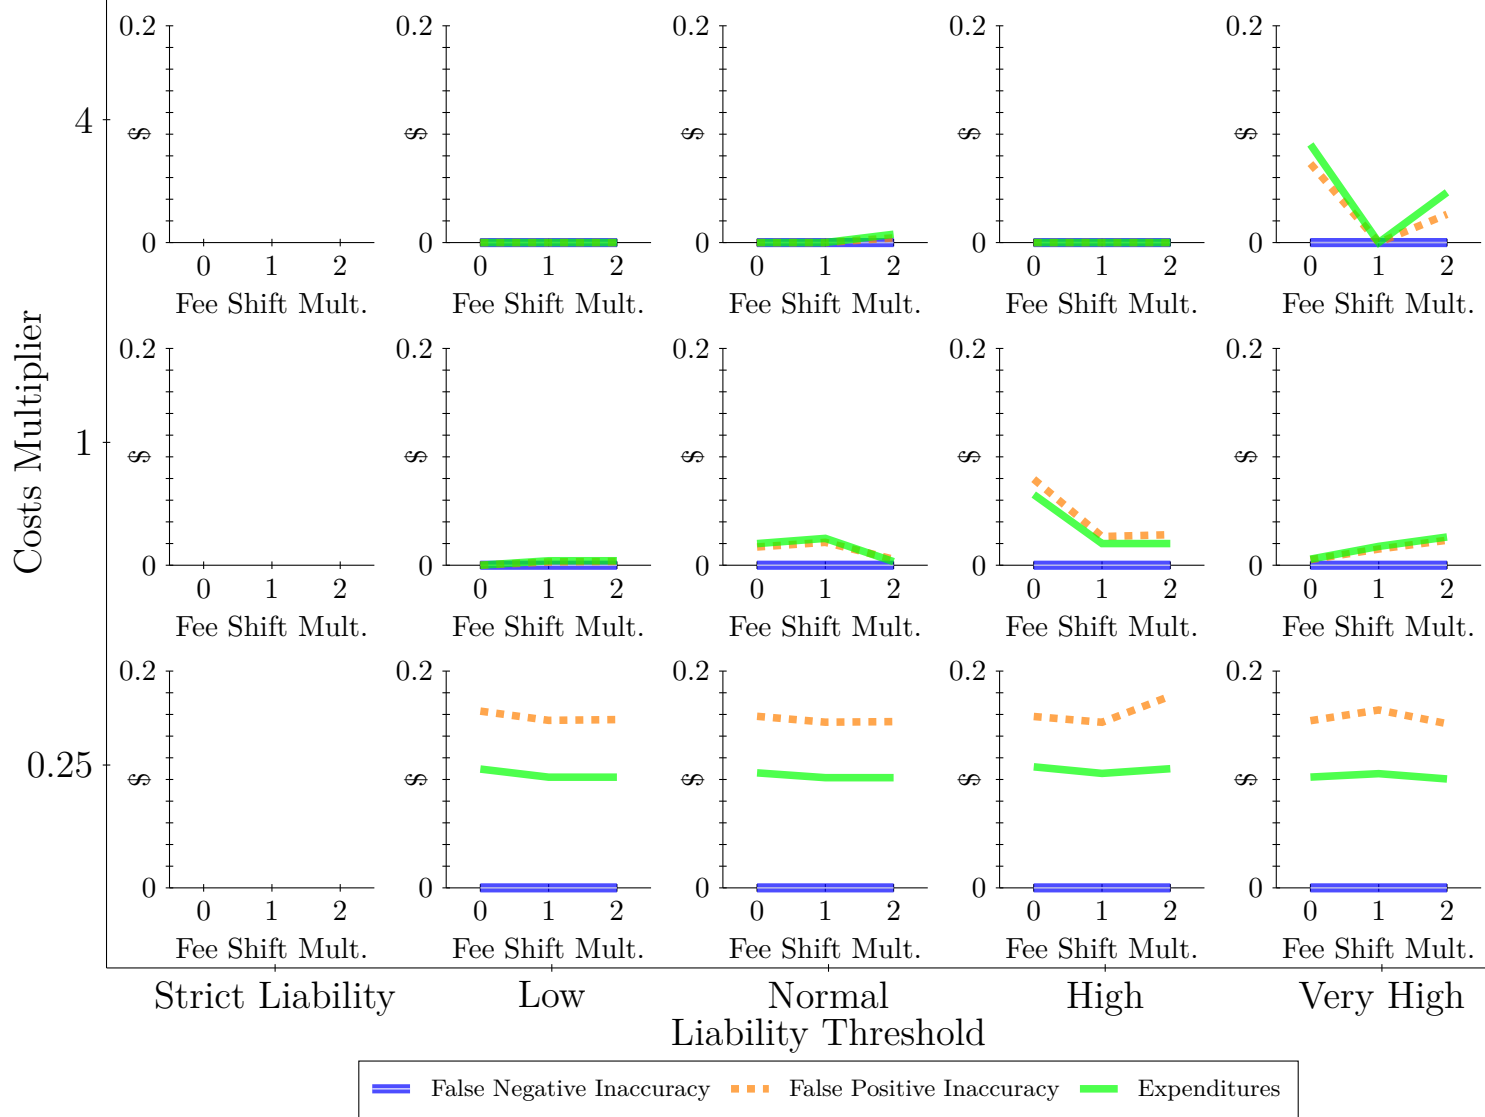 0.2 0.2 0.2 0.2 0.2
4 $ $ $ $ $
0 0 0 0 0
0 1 2 0 1 2 0 1 2 0 1 2 0 1 2
Fee Shift Mult. Fee Shift Mult. Fee Shift Mult. Fee Shift Mult. Fee Shift Mult.
Costs Multiplier
0.2 0.2 0.2 0.2 0.2
1 $ $ $ $ $
0 0 0 0 0
0 1 2 0 1 2 0 1 2 0 1 2 0 1 2
Fee Shift Mult. Fee Shift Mult. Fee Shift Mult. Fee Shift Mult. Fee Shift Mult.
0.2 0.2 0.2 0.2 0.2
0.25 $ $ $ $ $
0 0 0 0 0
0 1 2 0 1 2 0 1 2 0 1 2 0 1 2
Fee Shift Mult. Fee Shift Mult. Fee Shift Mult. Fee Shift Mult. Fee Shift Mult.
Strict Liability Low Normal High Very High
Liability Threshold
False Negative Inaccuracy False Positive Inaccuracy Expenditures